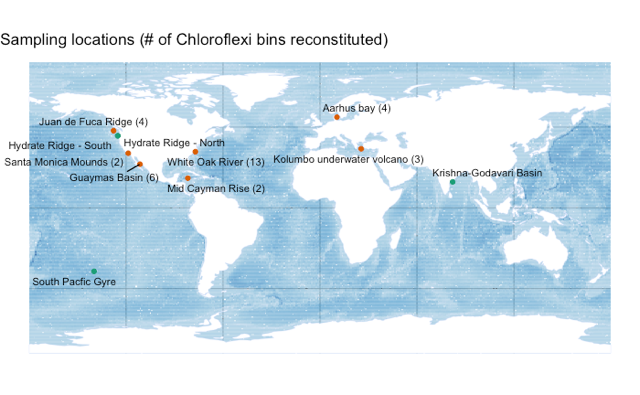 Sampling locations (# of Chloroflexi bins reconstituted)
Aarhus bay (4)
Juan de Fuca Ridge (4)
Hydrate Ridge - North
Hydrate Ridge - South
Santa Monica Mounds (2)
White Oak River (13)
Kolumbo underwater volcano (3)
Guaymas Basin (6)
Krishna-Godavari Basin
Mid Cayman Rise (2)
South Pacfic Gyre